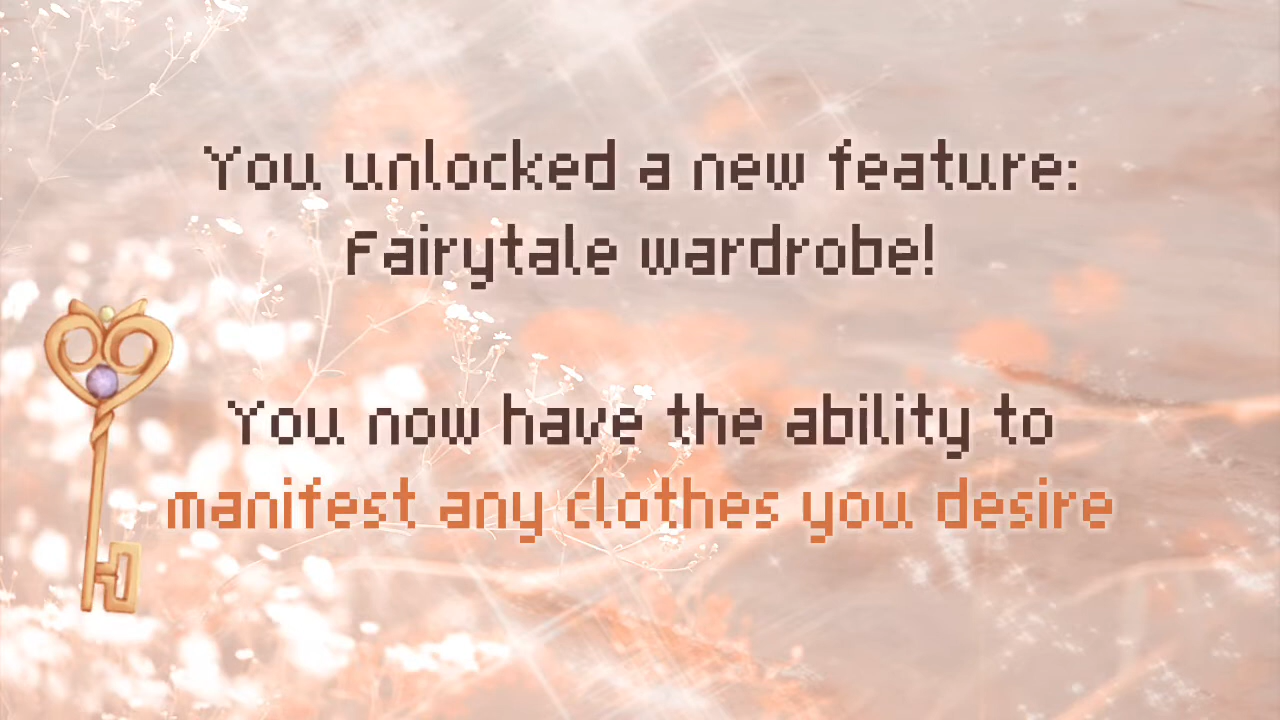 You unlocked a new feature:
Fairytale wardrobe!
You now have the ability to
manifest any clothes you desire